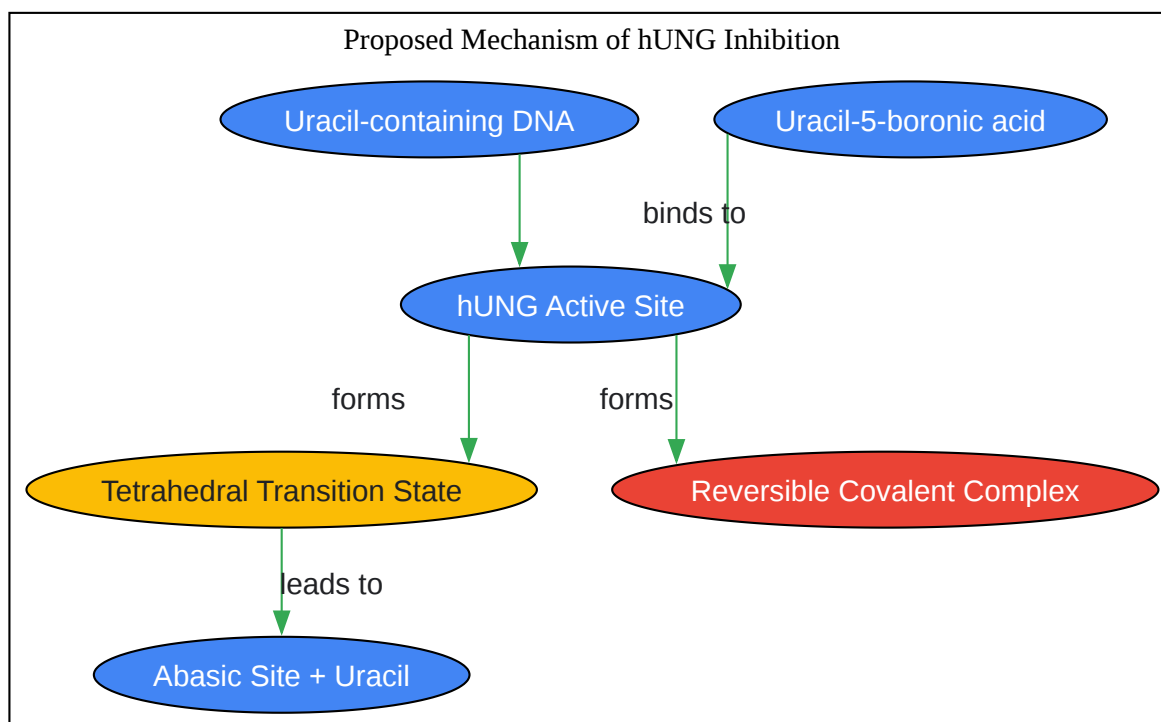 Proposed Mechanism of hUNG Inhibition
Uracil-containing DNA
Uracil-5-boronic acid
binds to
hUNG Active Site
forms
forms
Tetrahedral Transition State
Reversible Covalent Complex
leads to
Abasic Site + Uracil